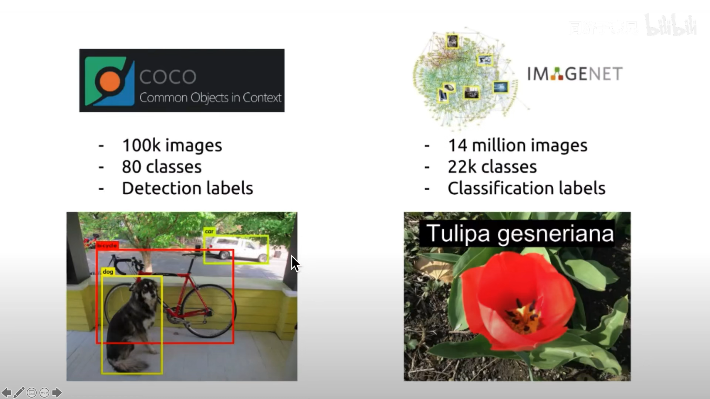 COCO
Common Objects in Context
- 100k images
- 80 classes
- Detection labels
car
dog
IMAGENET
- 14 million images
- 22k classes
- Classification labels
Tulipa gesneriana
bilibili